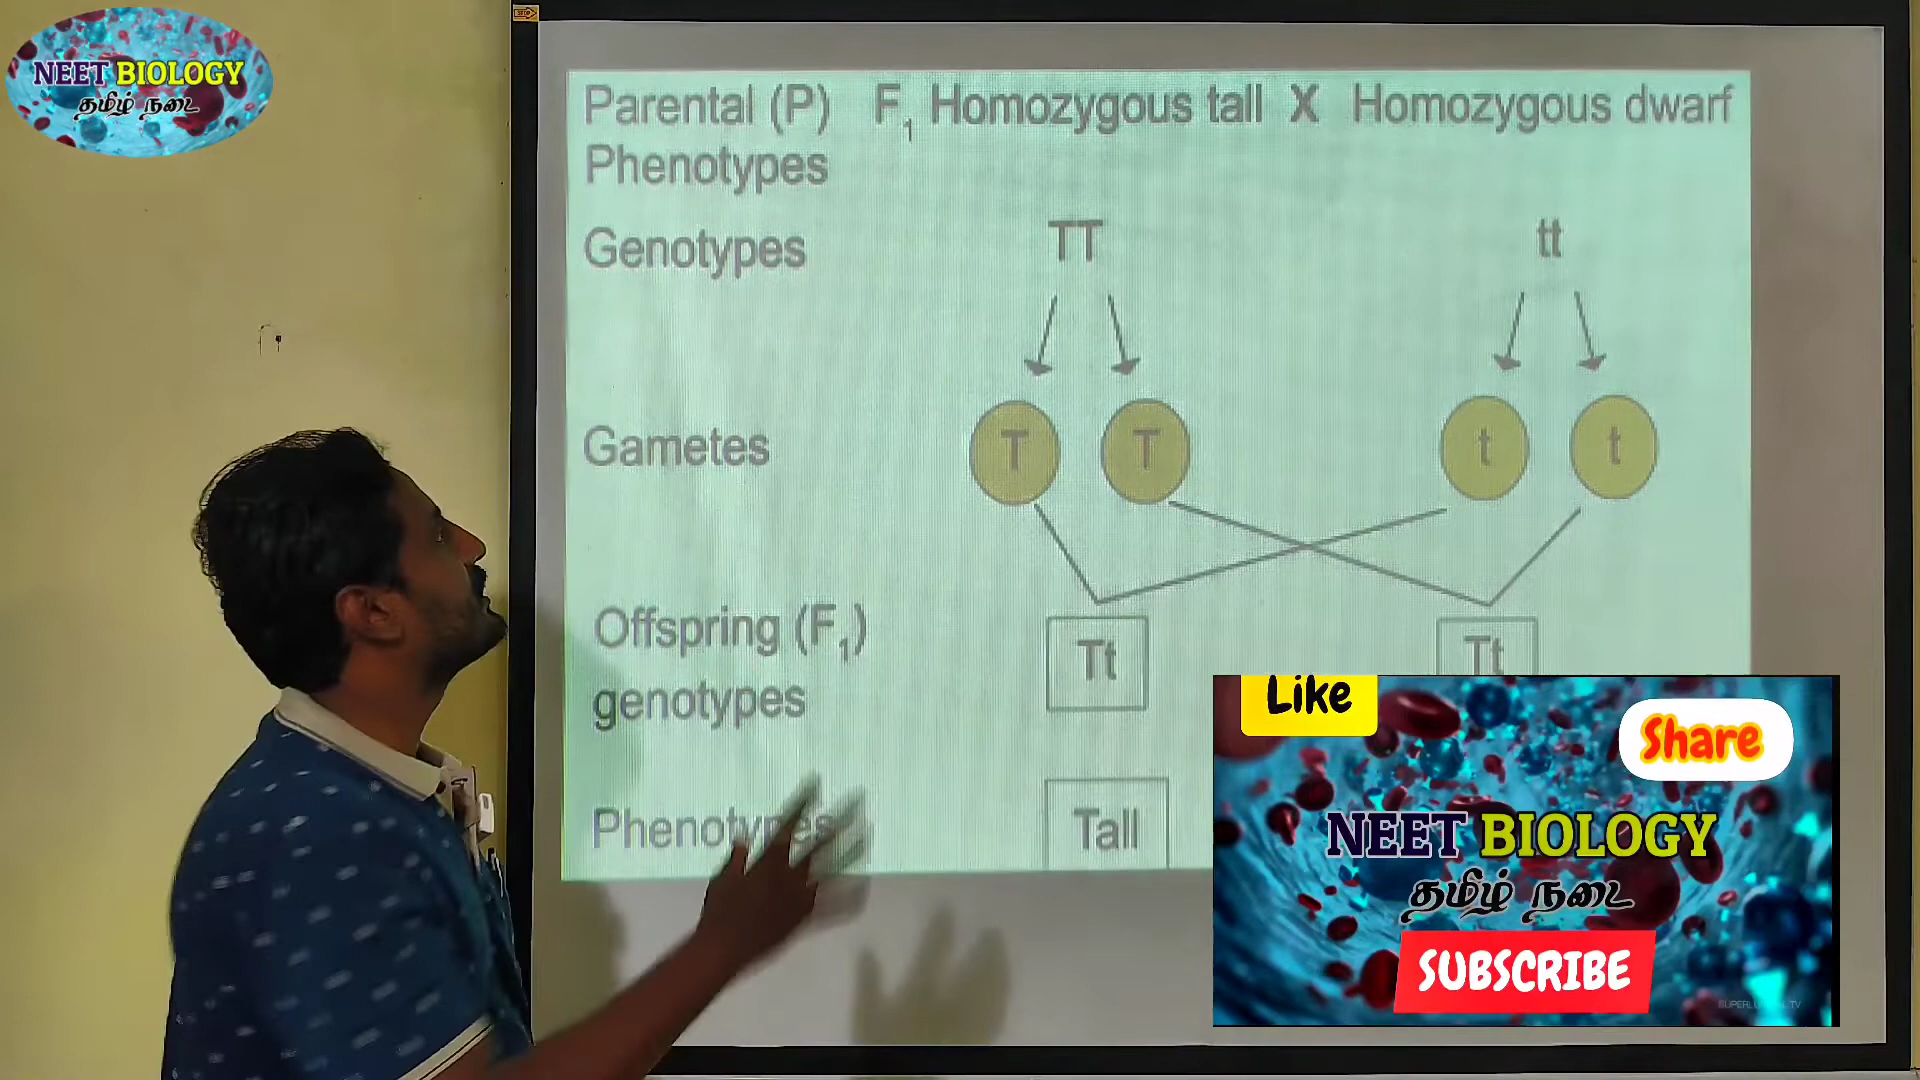 NEET BIOLOGY
தமிழ் நடை
Parental (P) F1 Homozygous tall X Homozygous dwarf
Phenotypes
Genotypes TT tt
Gametes T T t t
Offspring (F1)
genotypes
Tt Tt
Phenotypes Tall
Like
Share
NEET BIOLOGY
தமிழ் நடை
SUBSCRIBE